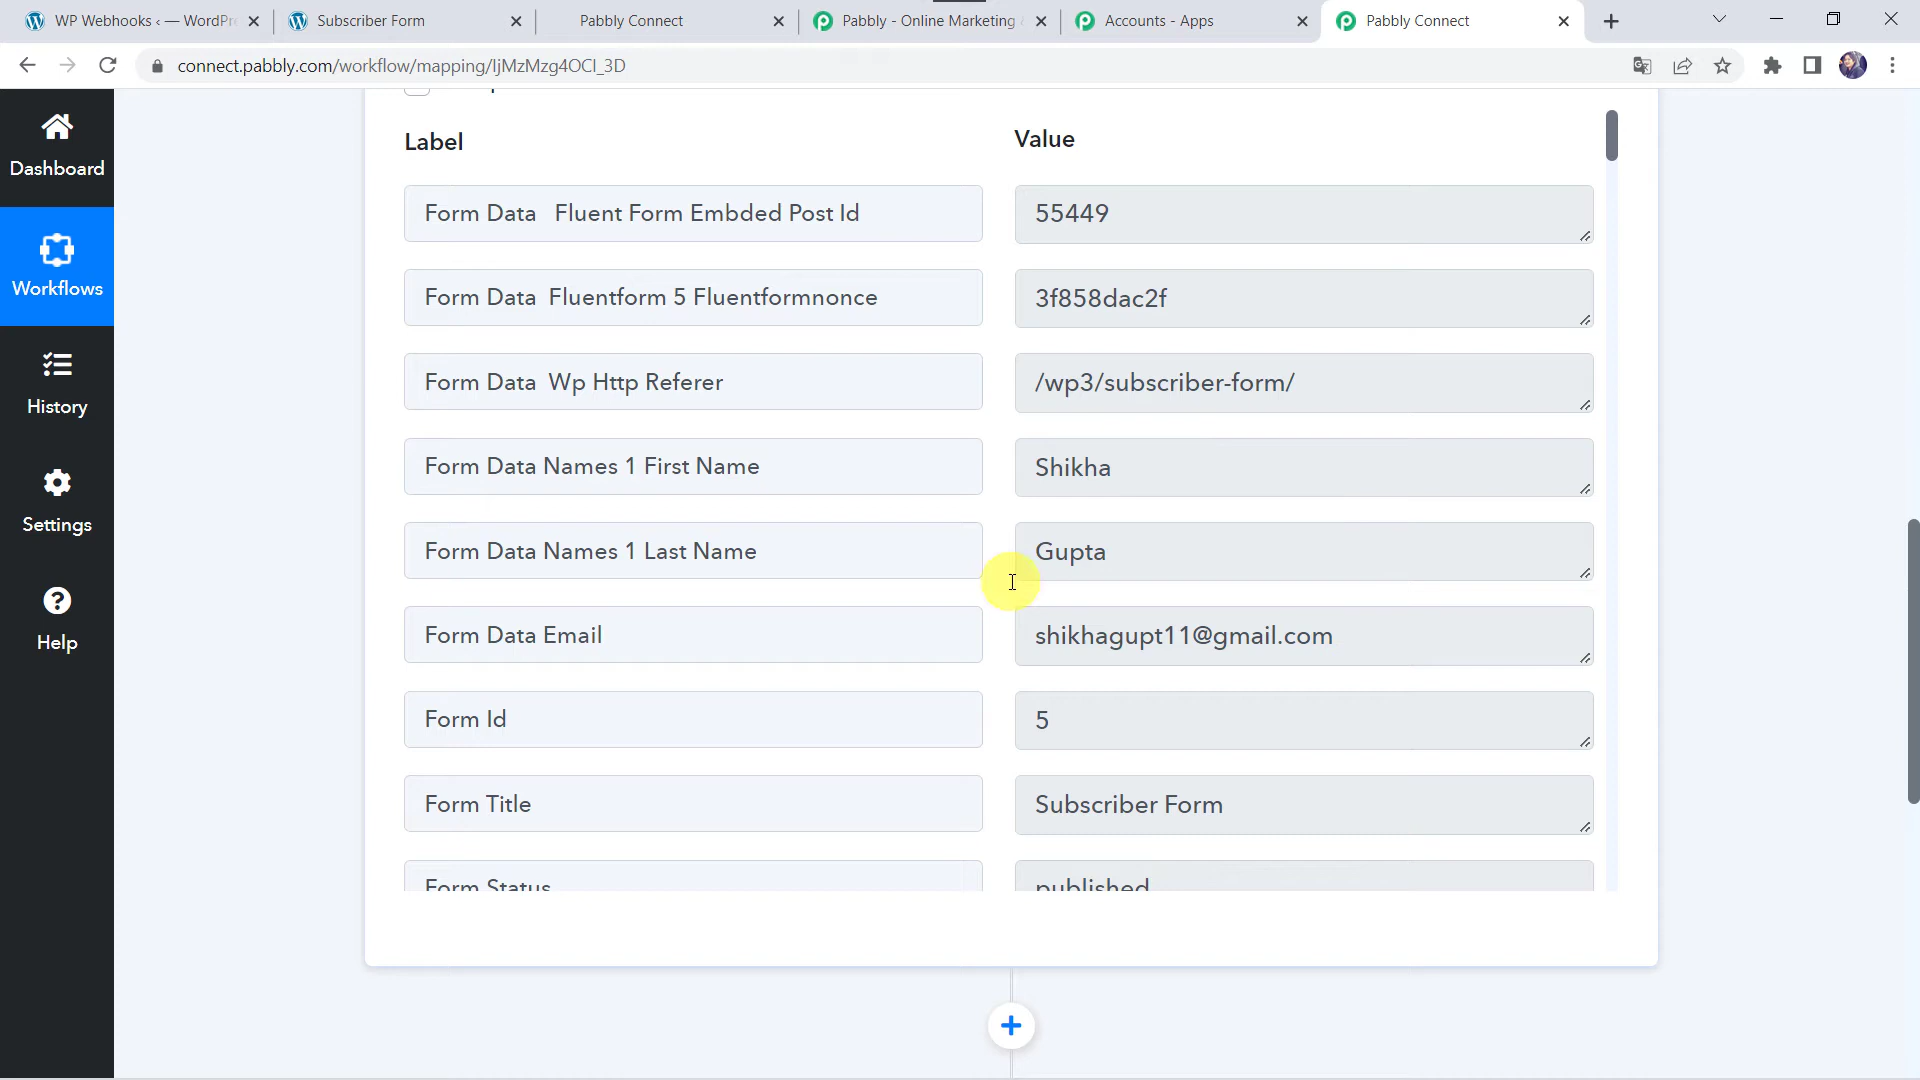 WP Webhooks ‹ — WordPr
Subscriber Form
Pabbly Connect
Pabbly - Online Marketing
Accounts - Apps
Pabbly Connect
connect.pabbly.com/workflow/mapping/IjMzMzg4OCI_3D
Dashboard
Workflows
History
Settings
Help
Label
Value
Form Data Fluent Form Embded Post Id
55449
Form Data Fluentform 5 Fluentformnonce
3f858dac2f
Form Data Wp Http Referer
/wp3/subscriber-form/
Form Data Names 1 First Name
Shikha
Form Data Names 1 Last Name
Gupta
Form Data Email
shikhagupt11@gmail.com
Form Id
5
Form Title
Subscriber Form
Form Status
published